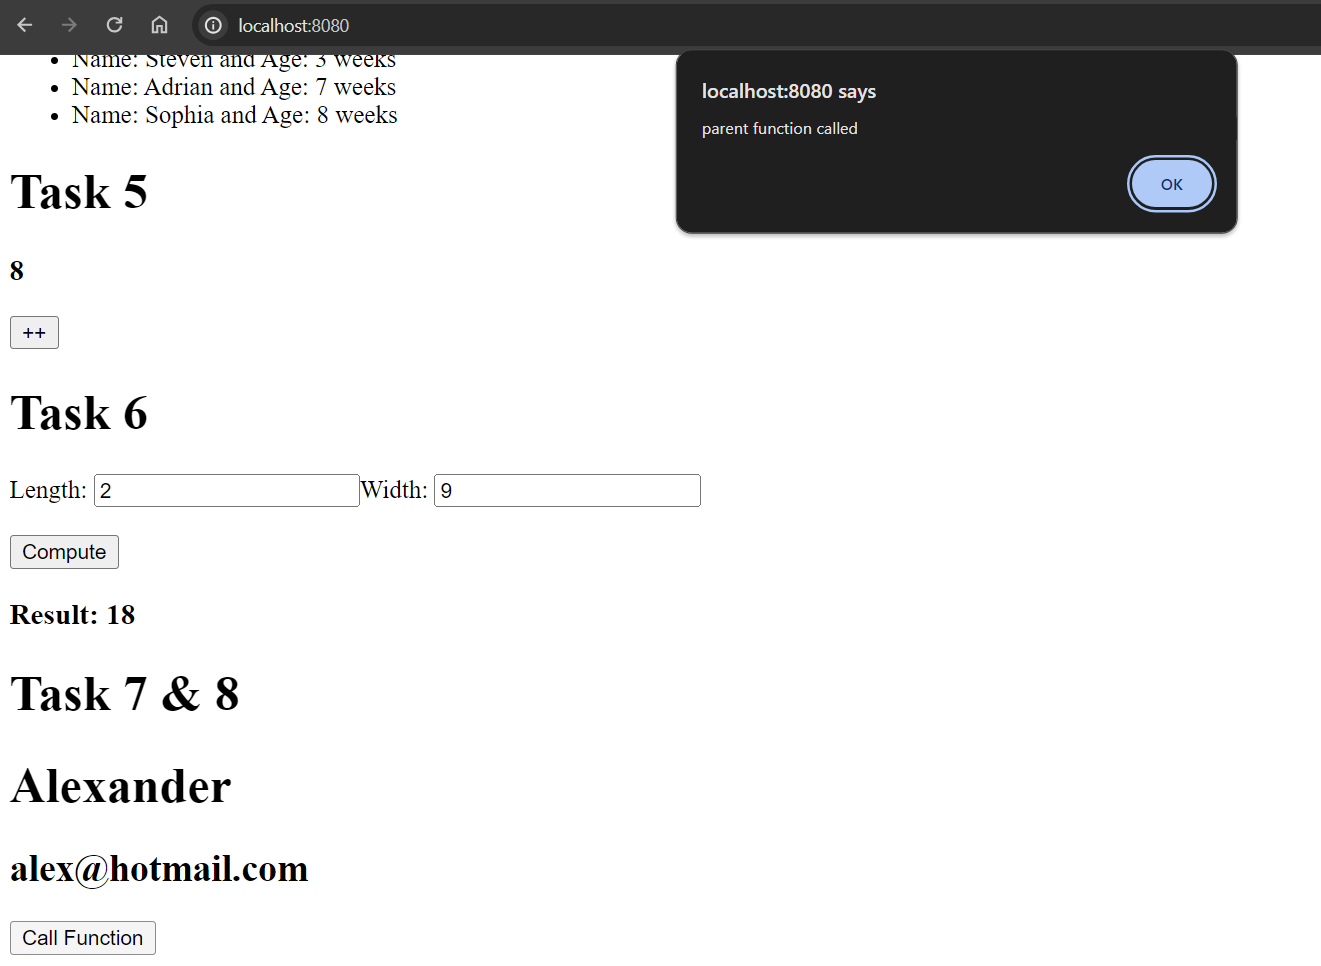 localhost:8080
Name: Steven and Age: 3 weeks
Name: Adrian and Age: 7 weeks
Name: Sophia and Age: 8 weeks
localhost:8080 says
parent function called
OK
Task 5
8
++
Task 6
Length: 2 Width: 9
Compute
Result: 18
Task 7 & 8
Alexander
alex@hotmail.com
Call Function